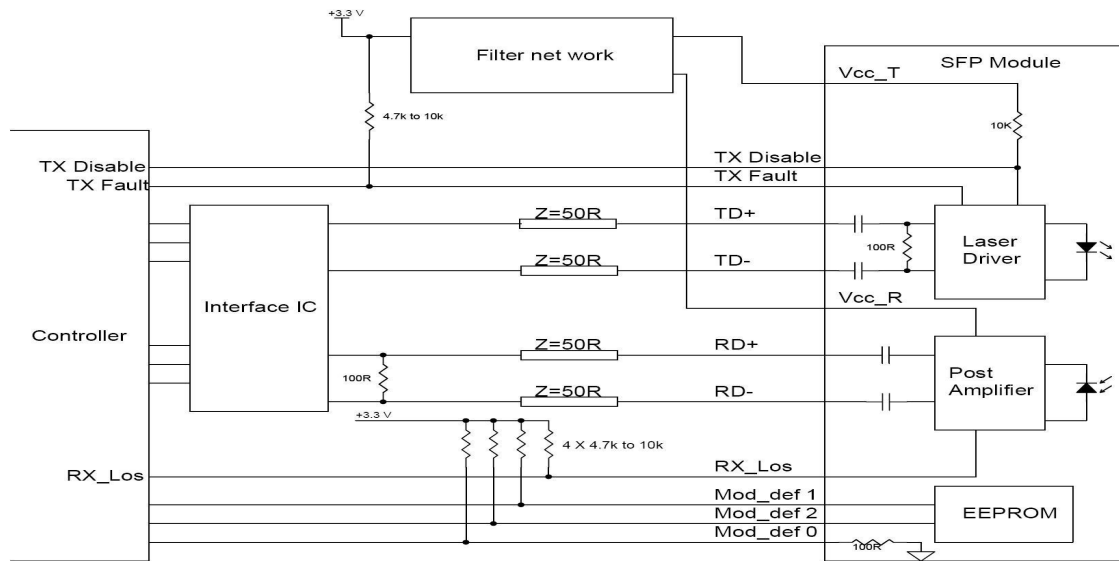 +3.3 V
Filter net work
SFP Module
Vcc_T
4.7k to 10k
10K
TX Disable
TX Disable
TX Fault
TX Fault
Z=50R
TD+
100R
Laser
Driver
Z=50R
TD-
Interface IC
Vcc_R
Controller
Z=50R
RD+
100R
Post
Amplifier
Z=50R
RD-
+3.3 V
4 X 4.7k to 10k
RX_Los
RX_Los
Mod_def 1
Mod_def 2
EEPROM
Mod_def 0
100R